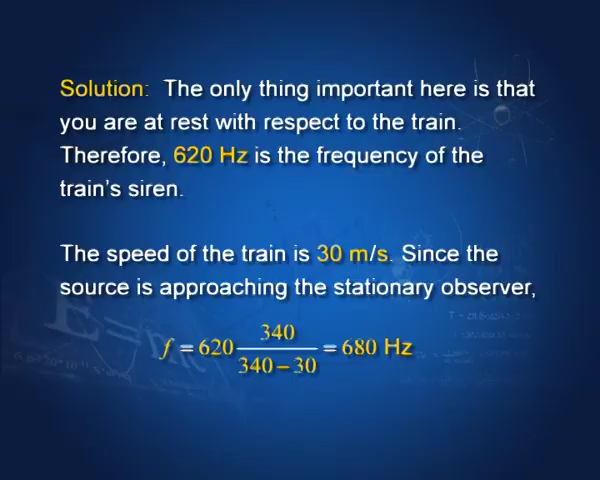 Solution: The only thing important here is that
you are at rest with respect to the train.
Therefore, 620 Hz is the frequency of the
train's siren.
The speed of the train is 30 m/s. Since the
source is approaching the stationary observer,
f = 620 340/(340 – 30) = 680 Hz
E=m